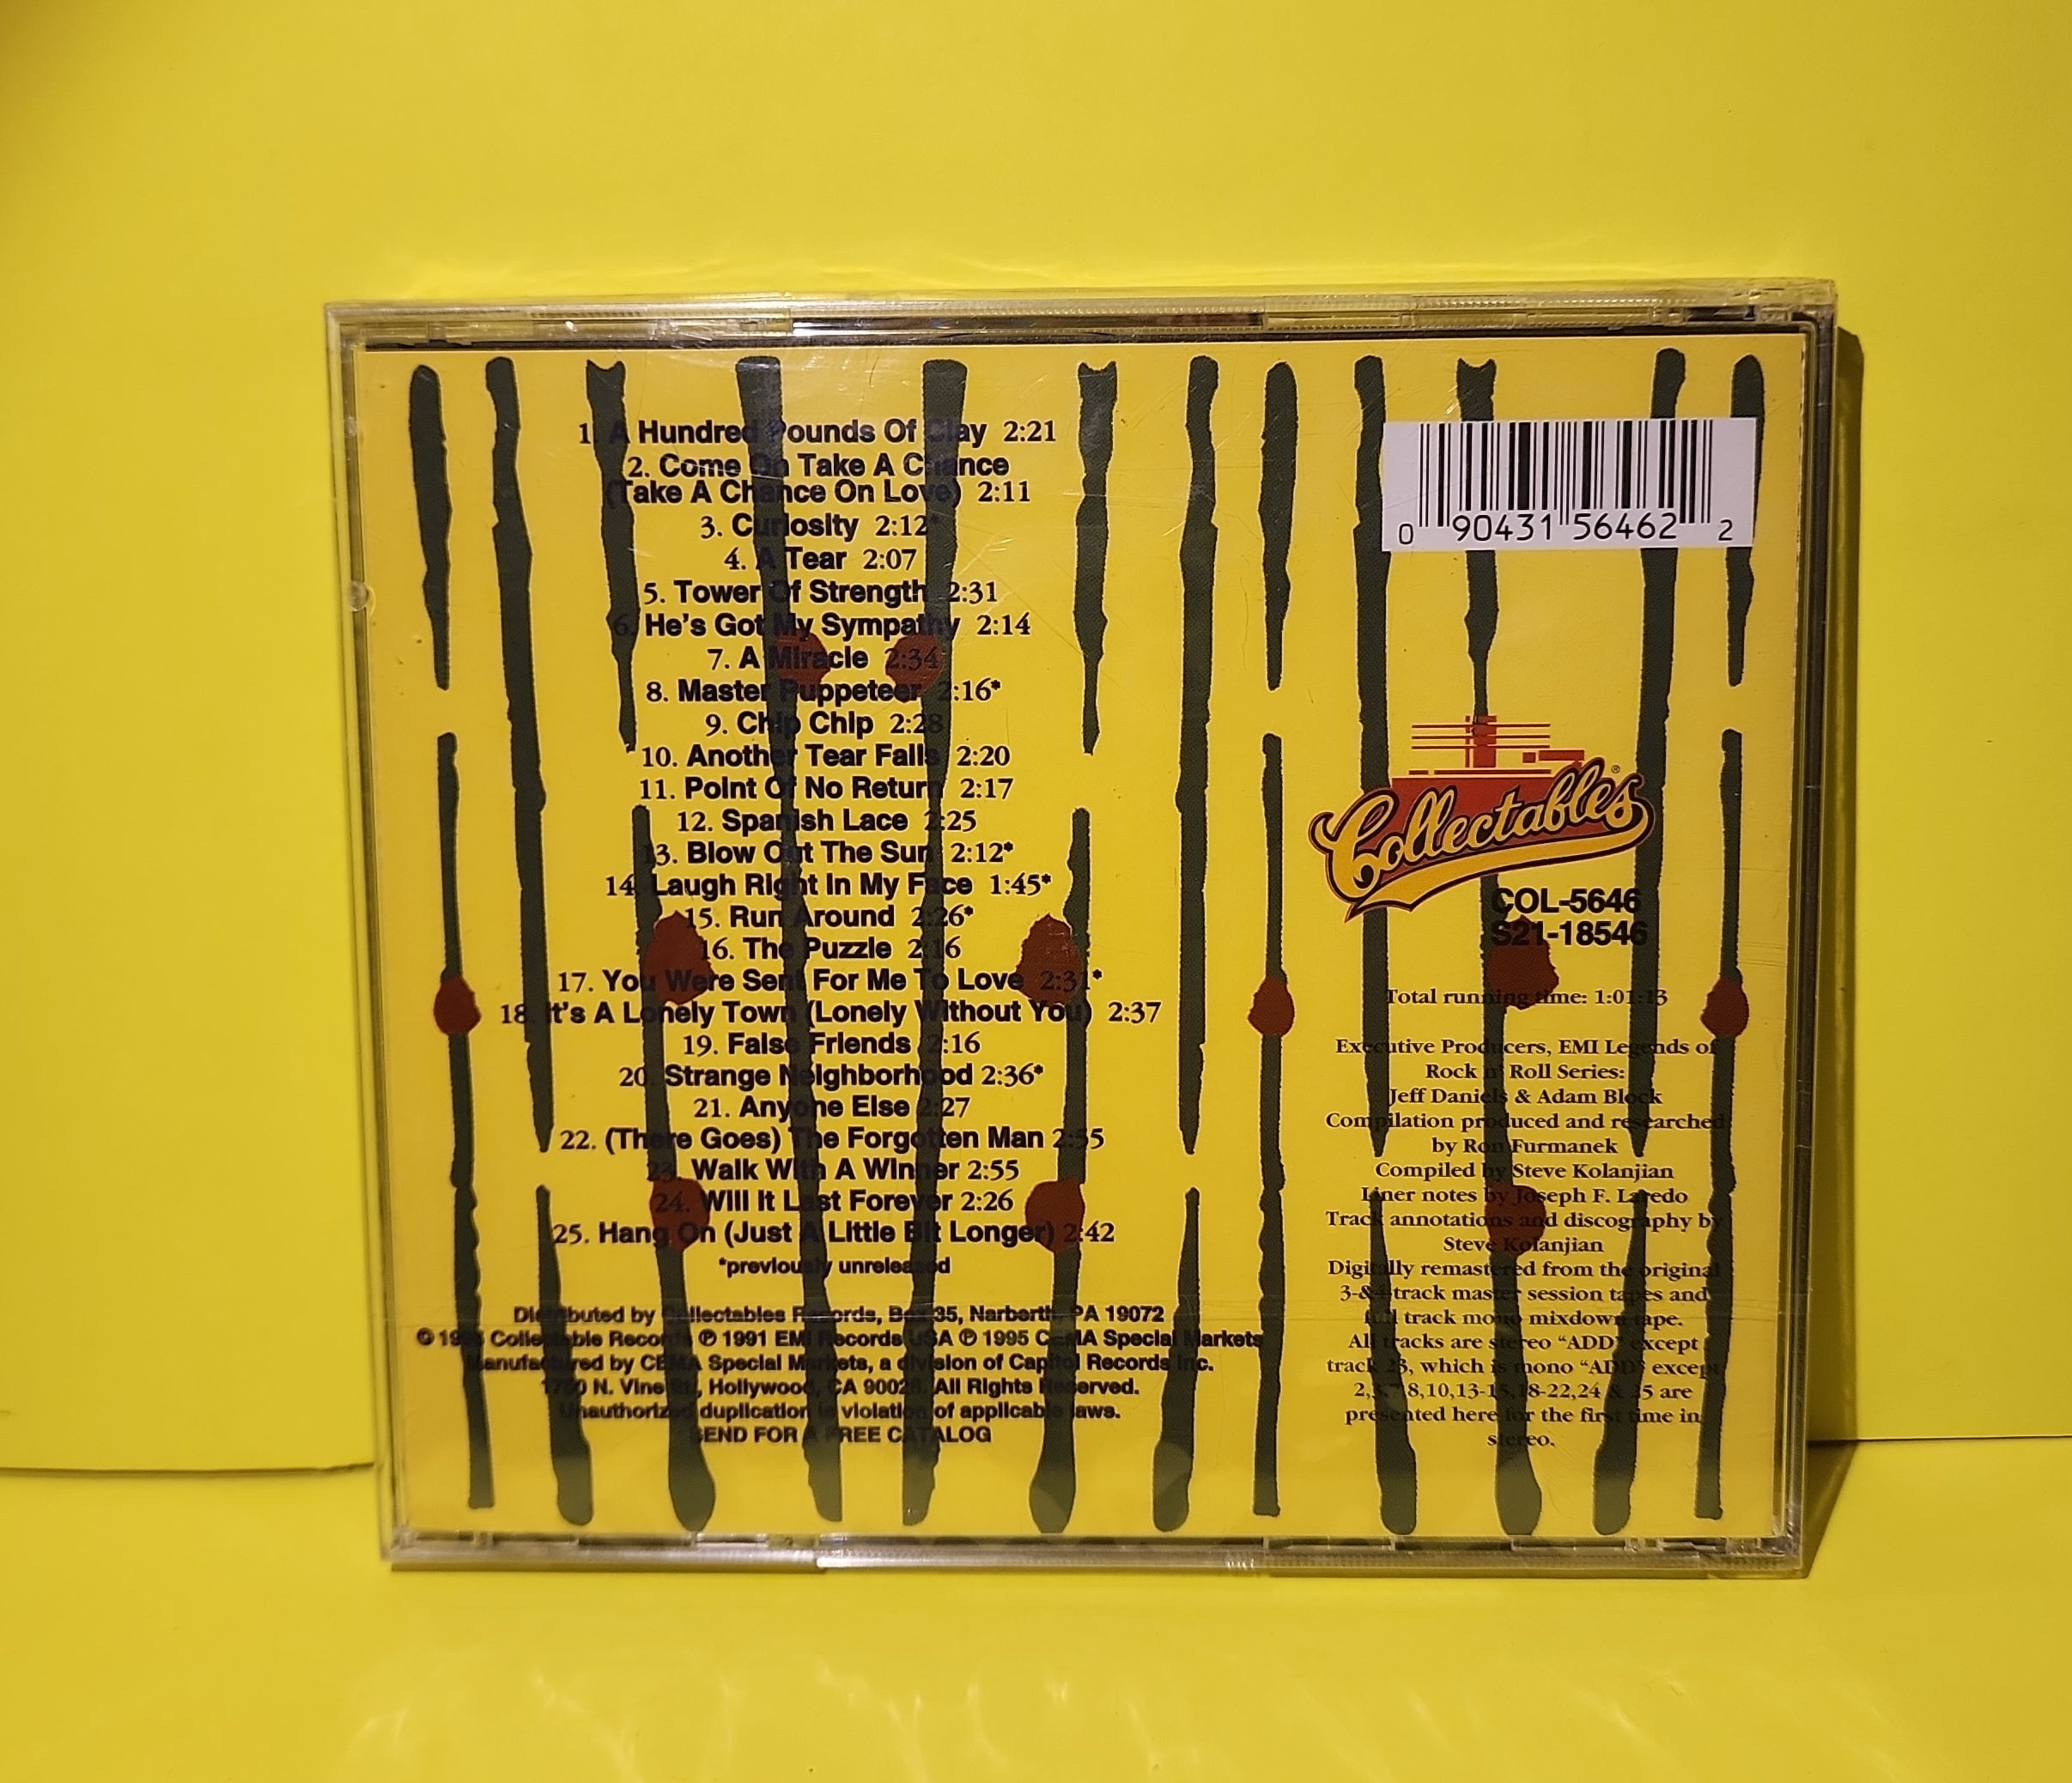 1. A Hundred Pounds Of Clay 2:21
2. Come On Take A Chance
(Take A Chance On Love) 2:11
3. Curiosity 2:12*
4. A Tear 2:07
5. Tower Of Strength 2:31
6. He's Got My Sympathy 2:14
7. A Miracle 2:34
8. Master Puppeteer 2:16*
9. Chip Chip 2:28
10. Another Tear Falls 2:20
11. Point Of No Return 2:17
12. Spanish Lace 2:25
13. Blow Out The Sun 2:12*
14. Laugh Right In My Face 1:45*
15. Run Around 2:26*
16. The Puzzle 2:16
17. You Were Sent For Me To Love 2:31*
18. It's A Lonely Town (Lonely Without You) 2:37
19. False Friends 2:16
20. Strange Neighborhood 2:36*
21. Anyone Else 2:27
22. (There Goes) The Forgotten Man 2:55
23. Walk With A Winner 2:55
24. Will It Last Forever 2:26
25. Hang On (Just A Little Bit Longer) 2:42
*previously unreleased
Distributed by Collectables Records, Box 35, Narberth, PA 19072
© Collectable Records ℗ 1991 EMI Records USA ℗ 1995 CEMA Special Markets
Manufactured by CEMA Special Markets, a division of Capitol Records Inc.
1750 N. Vine St., Hollywood, CA 90028. All Rights Reserved.
Unauthorized duplication is violation of applicable laws.
SEND FOR A FREE CATALOG
0 90431 56462 2
Collectables®
COL-5646
S21-18546
Total running time: 1:01:13
Executive Producers, EMI Legends of
Rock n' Roll Series:
Jeff Daniels & Adam Block
Compilation produced and researched
by Ron Furmanek
Compiled by Steve Kolanjian
Liner notes by Joseph F. Laredo
Track annotations and discography by
Steve Kolanjian
Digitally remastered from the original
3-&4-track master session tapes and
full track mono mixdown tape.
All tracks are stereo "ADD" except
track 23, which is mono "ADD" except
2,3,7,8,10,13-15,18-22,24 & 25 are
presented here for the first time in
stereo.